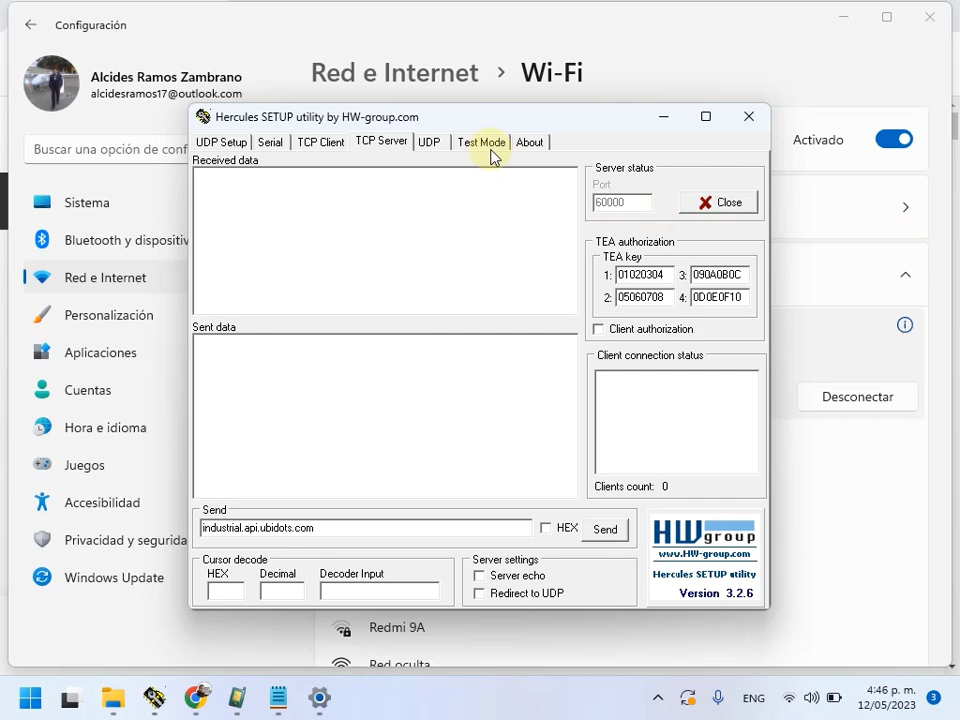 Configuración
Alcides Ramos Zambrano
alcidesramos17@outlook.com
Red e Internet > Wi-Fi
Buscar una opción de confi
Activado
Sistema
Bluetooth y dispositiv
Red e Internet
Personalización
Aplicaciones
Cuentas
Hora e idioma
Juegos
Accesibilidad
Privacidad y segurida
Windows Update
Desconectar
Redmi 9A
Red oculta
Hercules SETUP utility by HW-group.com
UDP Setup Serial TCP Client TCP Server UDP Test Mode About
Received data
Sent data
Server status
Port
60000
Close
TEA authorization
TEA key
1: 01020304 3: 090A0B0C
2: 05060708 4: 0D0E0F10
Client authorization
Client connection status
Clients count: 0
Send
industrial.api.ubidots.com
HEX
Send
Cursor decode
HEX Decimal Decoder Input
Server settings
Server echo
Redirect to UDP
HWgroup
www.HW-group.com
Hercules SETUP utility
Version 3.2.6
ENG
4:46 p. m.
12/05/2023
3